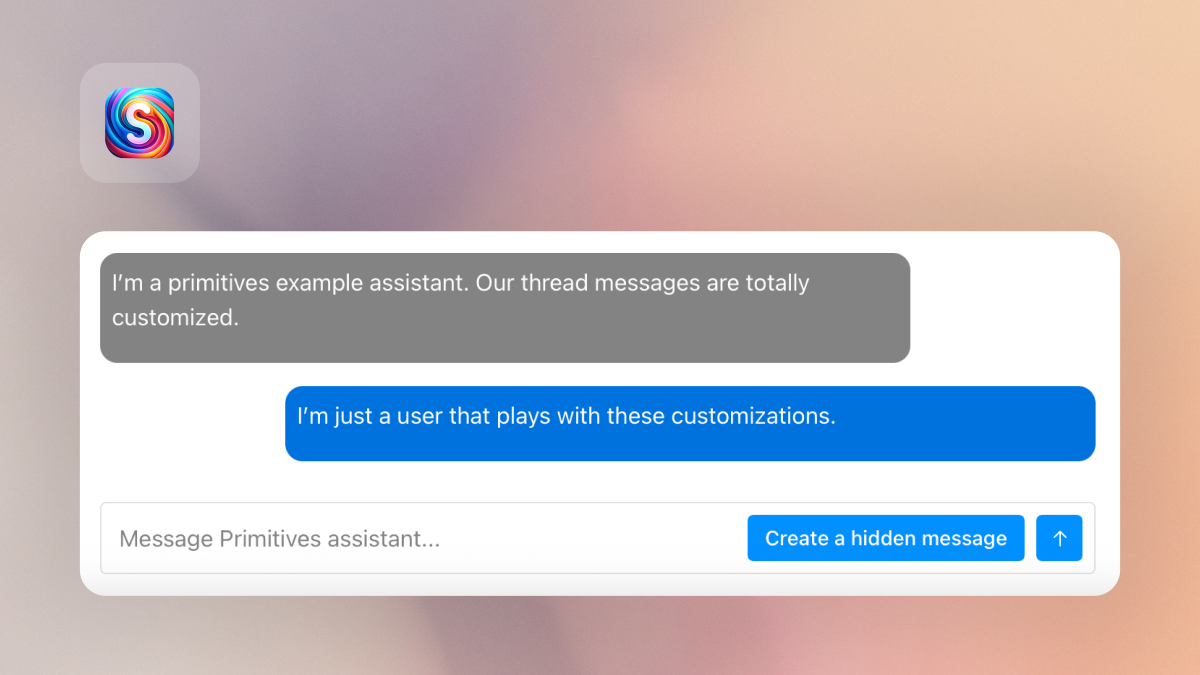 S
I’m a primitives example assistant. Our thread messages are totally
customized.
I’m just a user that plays with these customizations.
Message Primitives assistant...
Create a hidden message
↑